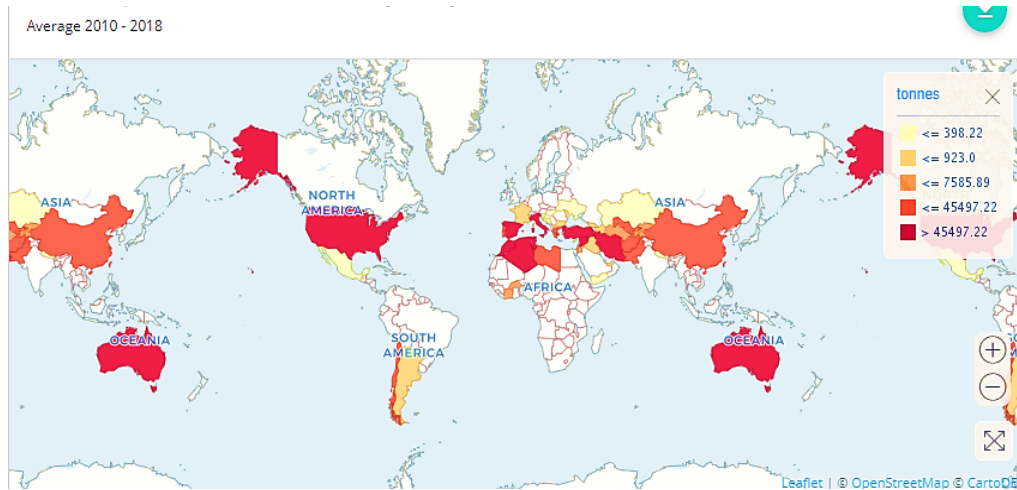 Average 2010 - 2018
tonnes
<= 398.22
<= 923.0
<= 7585.89
<= 45497.22
> 45497.22
ASIA
NORTH
AMERICA
ASIA
AFRICA
OCEANIA
SOUTH
AMERICA
OCEANIA
Leaflet | © OpenStreetMap © CartoDB